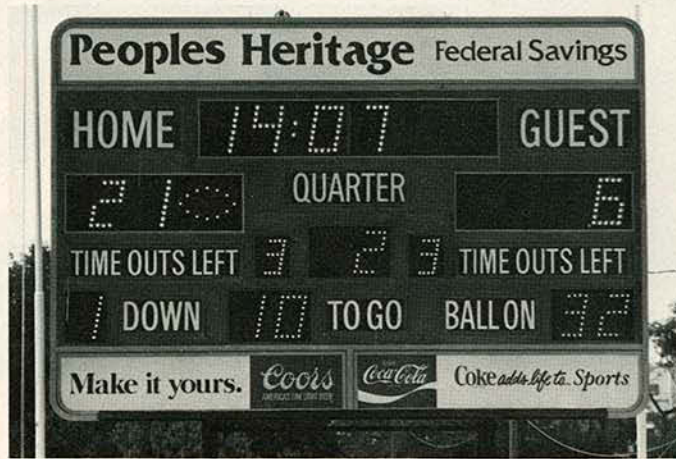 Peoples Heritage Federal Savings
HOME 14:07 GUEST
21 QUARTER 6
TIME OUTS LEFT 3 2 3 TIME OUTS LEFT
1 DOWN 10 TO GO BALL ON 32
Make it yours. Coors Coca-Cola Coke adds life to... Sports